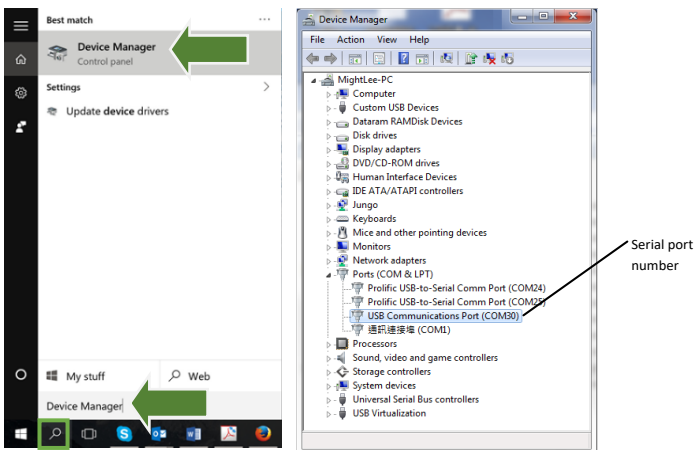 Best match
Device Manager
Control panel
Settings
Update device drivers
My stuff
Web
Device Manager
Device Manager
File Action View Help
MightLee-PC
Computer
Custom USB Devices
Dataram RAMDisk Devices
Disk drives
Display adapters
DVD/CD-ROM drives
Human Interface Devices
IDE ATA/ATAPI controllers
Jungo
Keyboards
Mice and other pointing devices
Monitors
Network adapters
Ports (COM & LPT)
Prolific USB-to-Serial Comm Port (COM24)
Prolific USB-to-Serial Comm Port (COM25)
USB Communications Port (COM30)
通訊連接埠 (COM1)
Processors
Sound, video and game controllers
Storage controllers
System devices
Universal Serial Bus controllers
USB Virtualization
Serial port
number